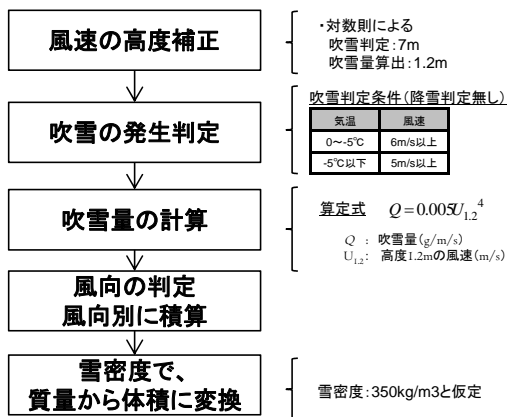 風速の高度補正
・対数則による
吹雪判定:7m
吹雪量算出:1.2m
吹雪の発生判定
吹雪判定条件(降雪判定無し)
気温 風速
0～-5℃ 6m/s以上
-5℃以下 5m/s以上
吹雪量の計算
算定式 Q=0.005U1.2^4
Q : 吹雪量(g/m/s)
U1.2: 高度1.2mの風速(m/s)
風向の判定
風向別に積算
雪密度で、
質量から体積に変換
雪密度:350kg/m3と仮定